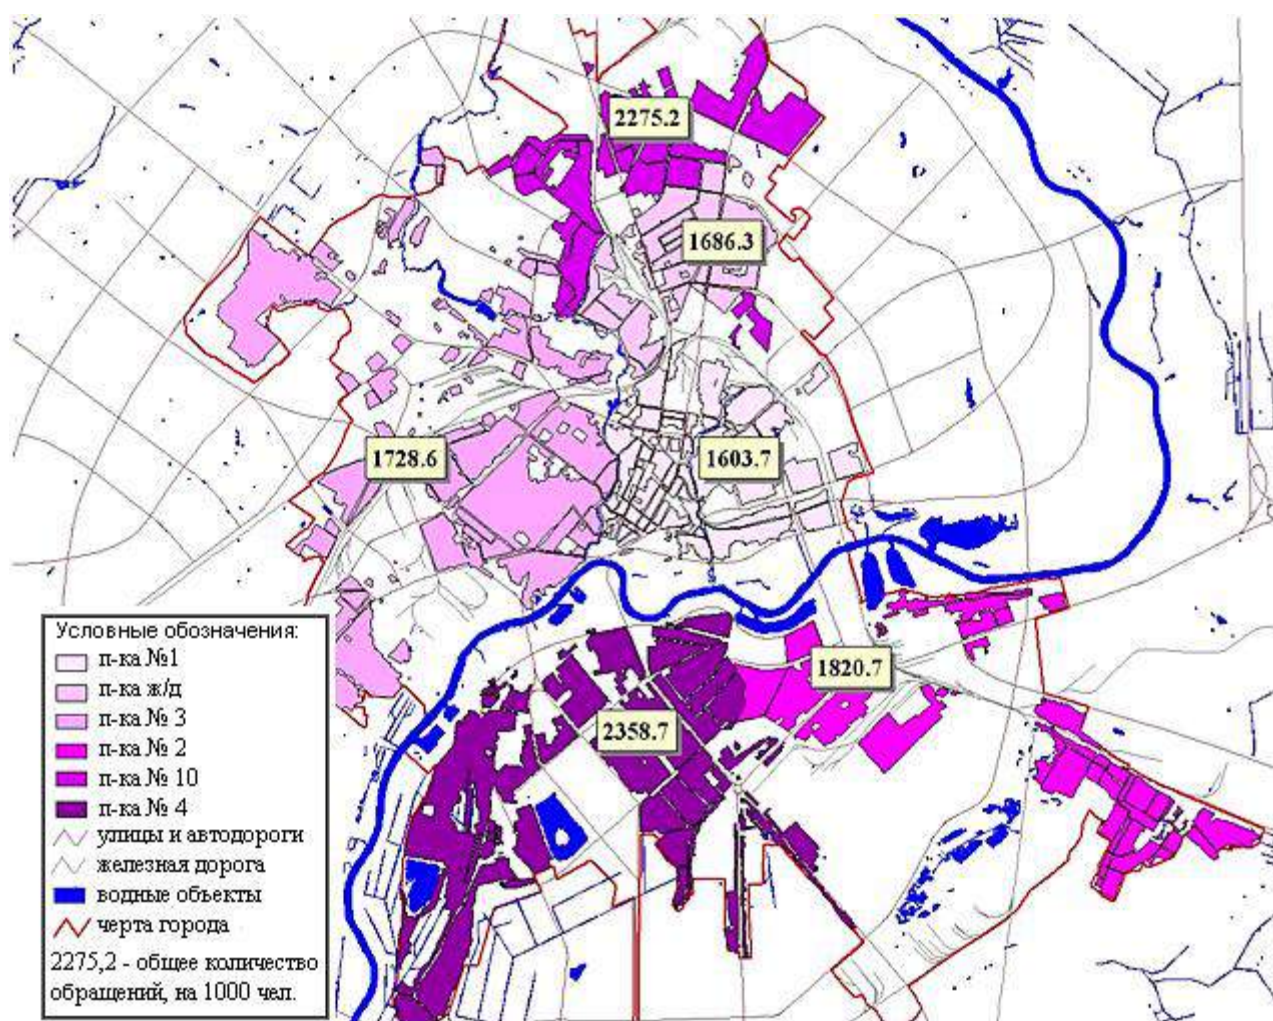 2275.2
1686.3
1728.6
1603.7
1820.7
2358.7
Условные обозначения:
п-ка №1
п-ка ж/д
п-ка № 3
п-ка № 2
п-ка № 10
п-ка № 4
улицы и автодороги
железная дорога
водные объекты
черта города
2275,2 - общее количество
обращений, на 1000 чел.